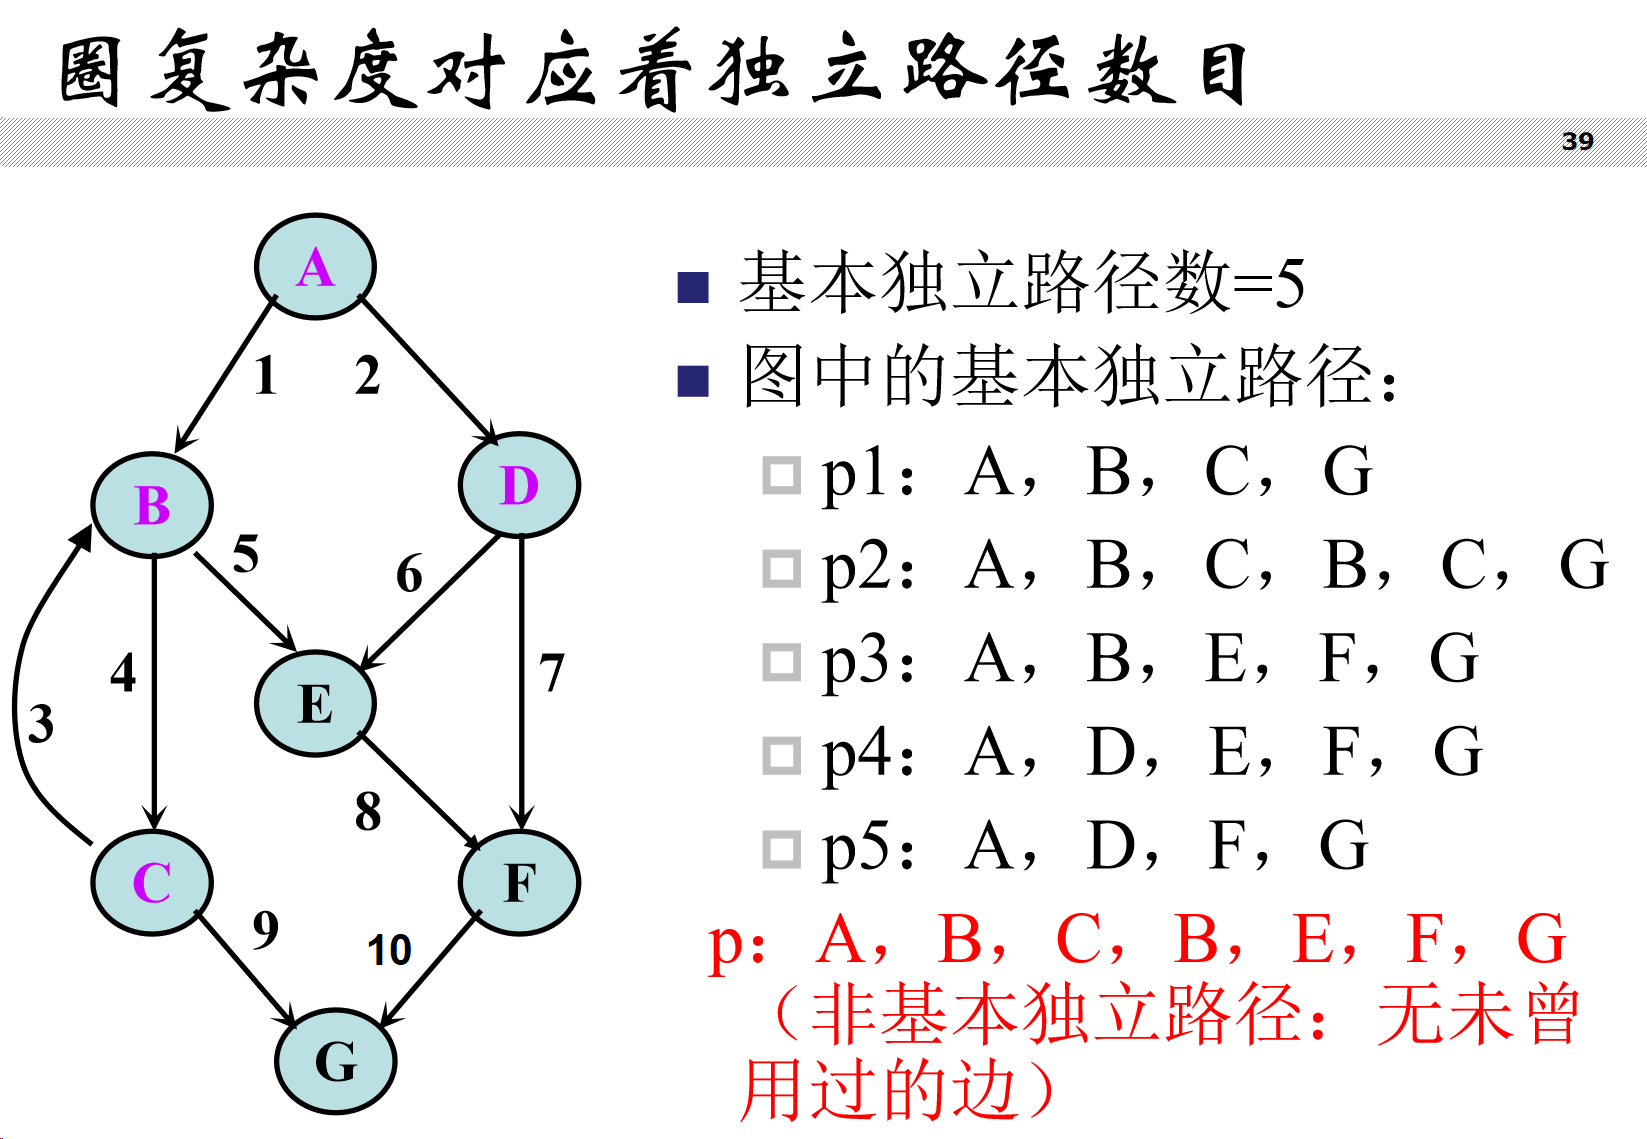 圈复杂度对应着独立路径数目
39
A
1
2
B
D
5
6
4
7
3
E
8
C
F
9
10
G
■ 基本独立路径数=5
■ 图中的基本独立路径：
p1：A，B，C，G
p2：A，B，C，B，C，G
p3：A，B，E，F，G
p4：A，D，E，F，G
p5：A，D，F，G
p：A，B，C，B，E，F，G
（非基本独立路径：无未曾
用过的边）